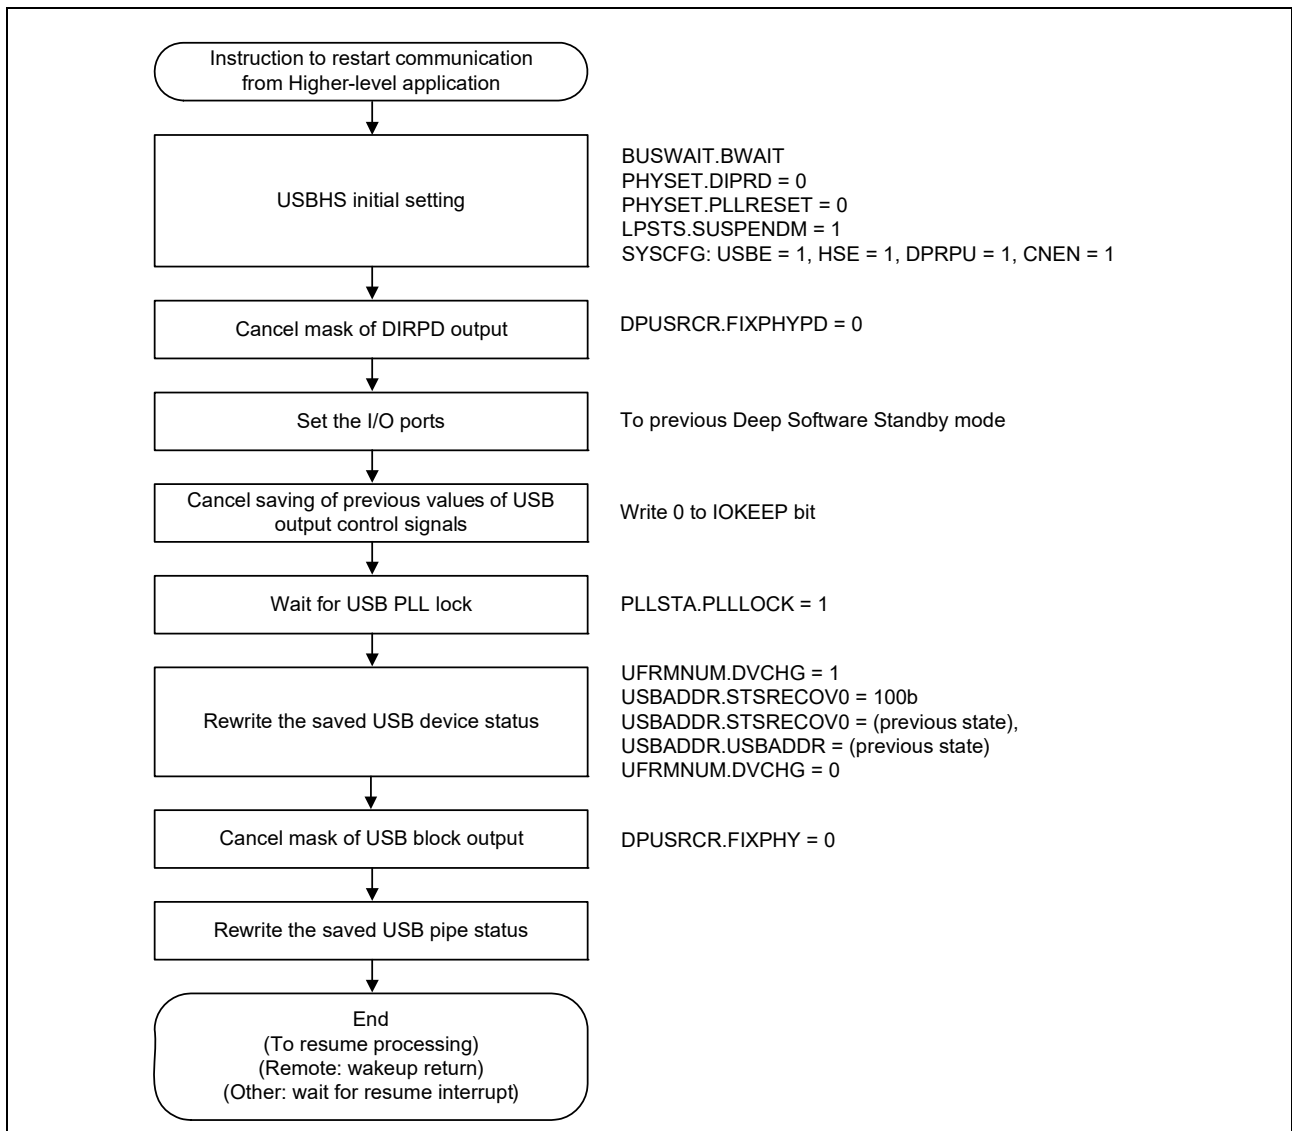 Instruction to restart communication
from Higher-level application
USBHS initial setting
BUSWAIT.BWAIT
PHYSET.DIPRD = 0
PHYSET.PLLRESET = 0
LPSTS.SUSPENDM = 1
SYSCFG: USBE = 1, HSE = 1, DPRPU = 1, CNEN = 1
Cancel mask of DIRPD output
DPUSRCR.FIXPHYPD = 0
Set the I/O ports
To previous Deep Software Standby mode
Cancel saving of previous values of USB
output control signals
Write 0 to IOKEEP bit
Wait for USB PLL lock
PLLSTA.PLLLOCK = 1
Rewrite the saved USB device status
UFRMNUM.DVCHG = 1
USBADDR.STSRECOV0 = 100b
USBADDR.STSRECOV0 = (previous state),
USBADDR.USBADDR = (previous state)
UFRMNUM.DVCHG = 0
Cancel mask of USB block output
DPUSRCR.FIXPHY = 0
Rewrite the saved USB pipe status
End
(To resume processing)
(Remote: wakeup return)
(Other: wait for resume interrupt)